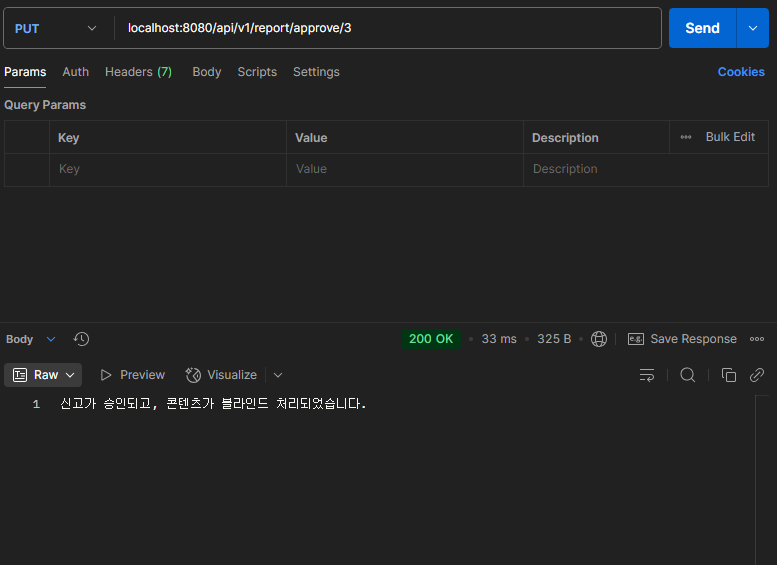 PUT localhost:8080/api/v1/report/approve/3 Send
Params Auth Headers (7) Body Scripts Settings Cookies
Query Params
Key Value Description Bulk Edit
Key Value Description
Body 200 OK 33 ms 325 B e.g. Save Response
Raw Preview Visualize
1 신고가 승인되고, 콘텐츠가 블라인드 처리되었습니다.